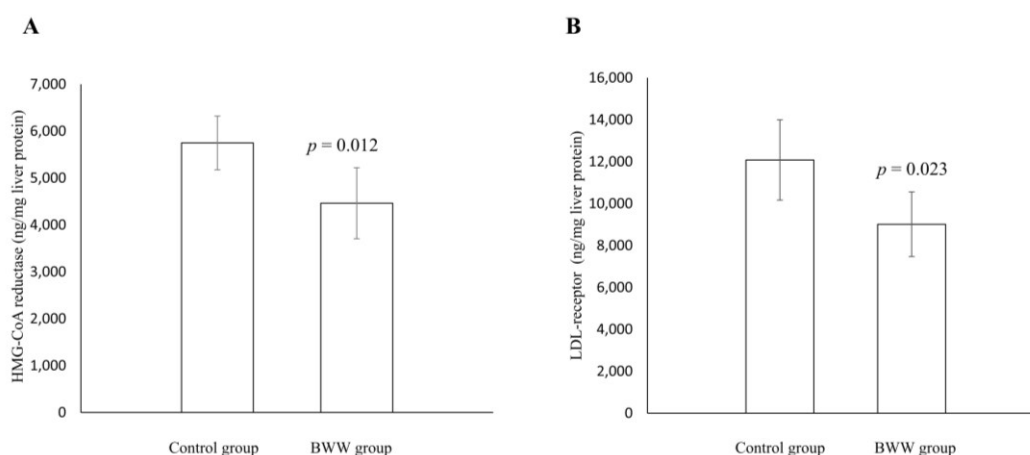 A
HMG-CoA reductase (ng/mg liver protein)
7,000
6,000
5,000
4,000
3,000
2,000
1,000
0
p = 0.012
Control group
BWW group
B
LDL-receptor (ng/mg liver protein)
16,000
14,000
12,000
10,000
8,000
6,000
4,000
2,000
0
p = 0.023
Control group
BWW group